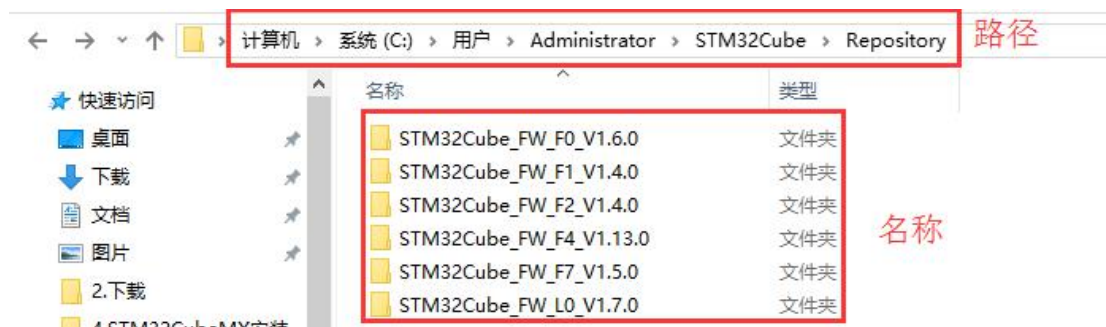 计算机 › 系统 (C:) › 用户 › Administrator › STM32Cube › Repository 路径
快速访问
桌面
下载
文档
图片
2.下载
名称 类型
STM32Cube_FW_F0_V1.6.0 文件夹
STM32Cube_FW_F1_V1.4.0 文件夹
STM32Cube_FW_F2_V1.4.0 文件夹
STM32Cube_FW_F4_V1.13.0 文件夹
STM32Cube_FW_F7_V1.5.0 文件夹
STM32Cube_FW_L0_V1.7.0 文件夹
名称